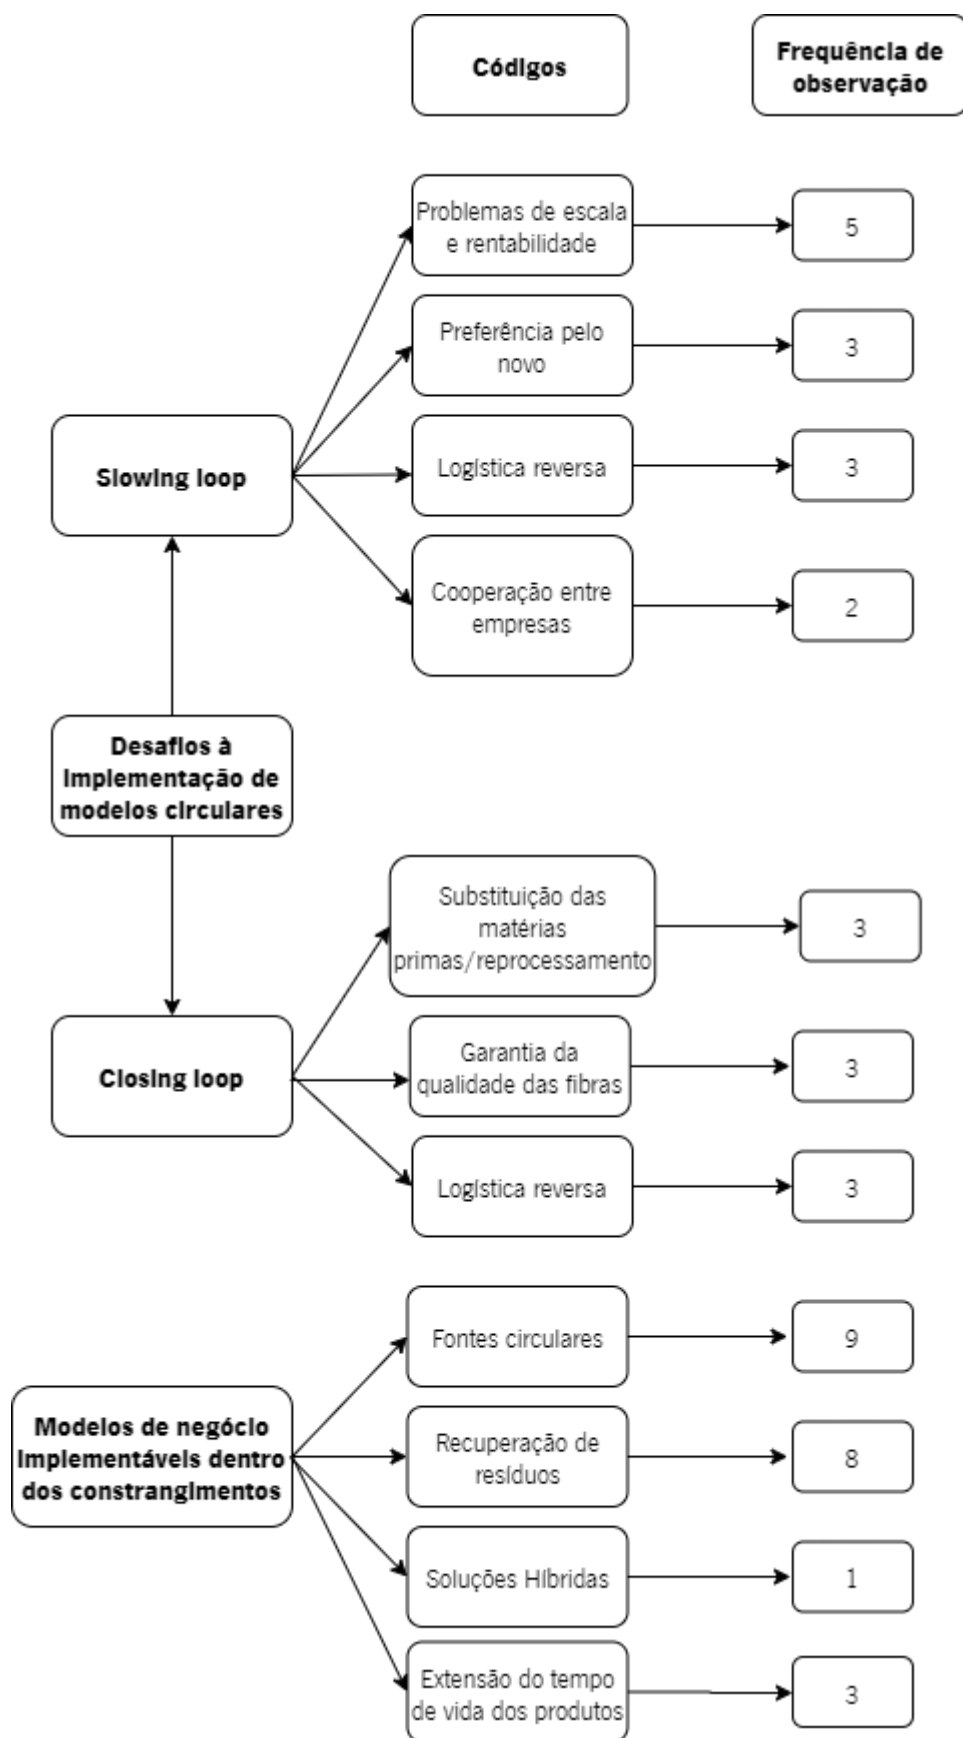 Códigos
Frequência de
observação
Problemas de escala
e rentabilidade
5
Preferência pelo
novo
3
Slowing loop
Logística reversa
3
Cooperação entre
empresas
2
Desafios à
implementação de
modelos circulares
Substituição das
matérias
primas/reprocessamento
3
Closing loop
Garantia da
qualidade das fibras
3
Logística reversa
3
Fontes circulares
9
Modelos de negócio
implementáveis dentro
dos constrangimentos
Recuperação de
resíduos
8
Soluções Híbridas
1
Extensão do tempo
de vida dos produtos
3